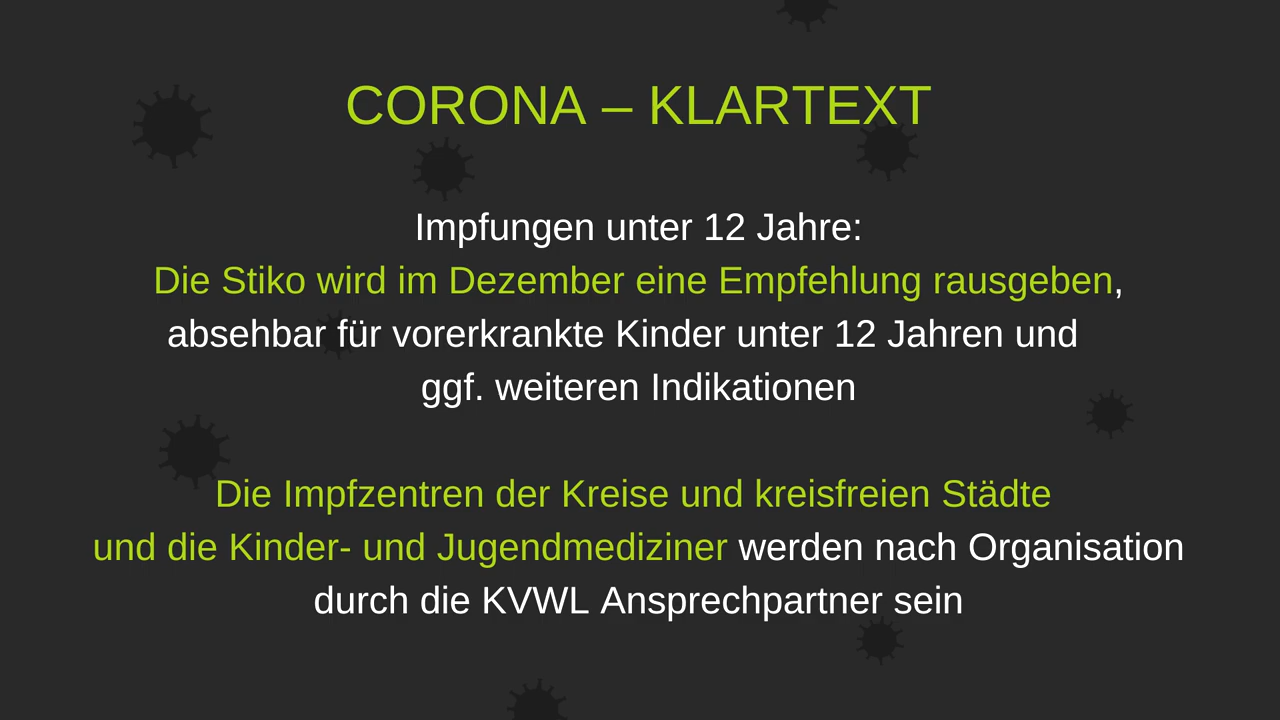 CORONA – KLARTEXT
Impfungen unter 12 Jahre:
Die Stiko wird im Dezember eine Empfehlung rausgeben,
absehbar für vorerkrankte Kinder unter 12 Jahren und
ggf. weiteren Indikationen
Die Impfzentren der Kreise und kreisfreien Städte
und die Kinder- und Jugendmediziner werden nach Organisation
durch die KVWL Ansprechpartner sein